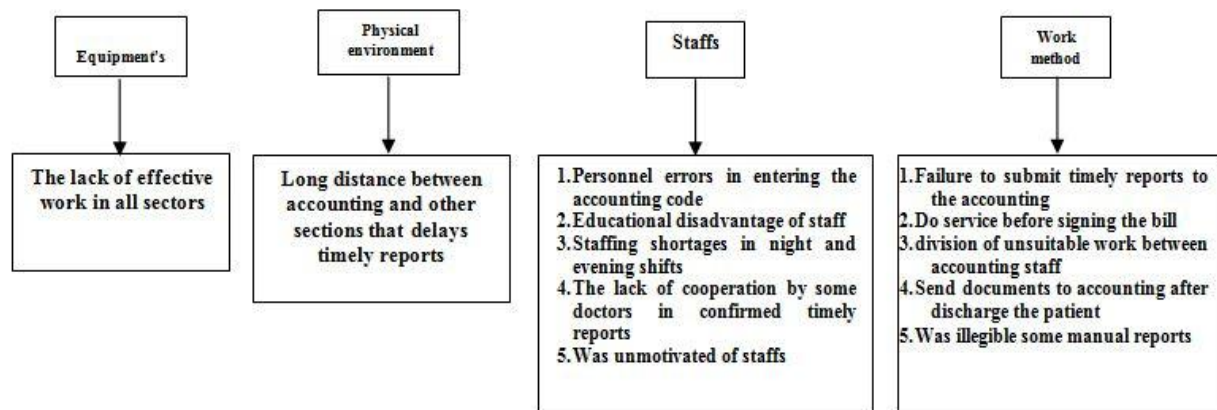 Equipment's
The lack of effective
work in all sectors
Physical
environment
Long distance between
accounting and other
sections that delays
timely reports
Staffs
1.Personnel errors in entering the
accounting code
2.Educational disadvantage of staff
3.Staffing shortages in night and
evening shifts
4.The lack of cooperation by some
doctors in confirmed timely
reports
5.Was unmotivated of staffs
Work
method
1.Failure to submit timely reports to
the accounting
2.Do service before signing the bill
3.division of unsuitable work between
accounting staff
4.Send documents to accounting after
discharge the patient
5.Was illegible some manual reports